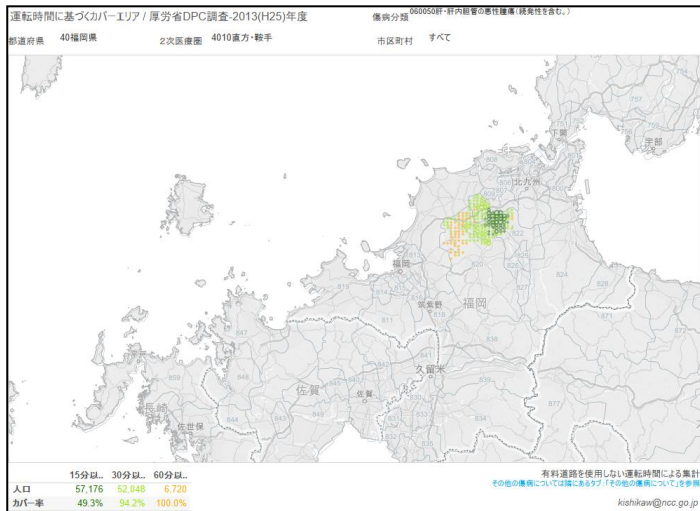 運転時間に基づくカバーエリア / 厚労省DPC調査-2013(H25)年度
傷病分類 060050肝・肝内胆管の悪性腫瘍(続発性を含む。)
都道府県 40福岡県 2次医療圏 4010直方・鞍手 市区町村 すべて
下関
宇部
北九州
福岡
筑紫野
福岡
久留米
佐賀
佐賀
長崎
佐世保
15分以.. 30分以.. 60分以..
人口 57,176 52,048 6,720
カバー率 49.3% 94.2% 100.0%
有料道路を使用しない運転時間による集計
その他の傷病については隣にあるタブ:「その他の傷病について」を参照
kishikaw@ncc.go.jp